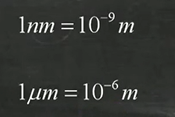 1nm = 10⁻⁹ m
1μm = 10⁻⁶ m